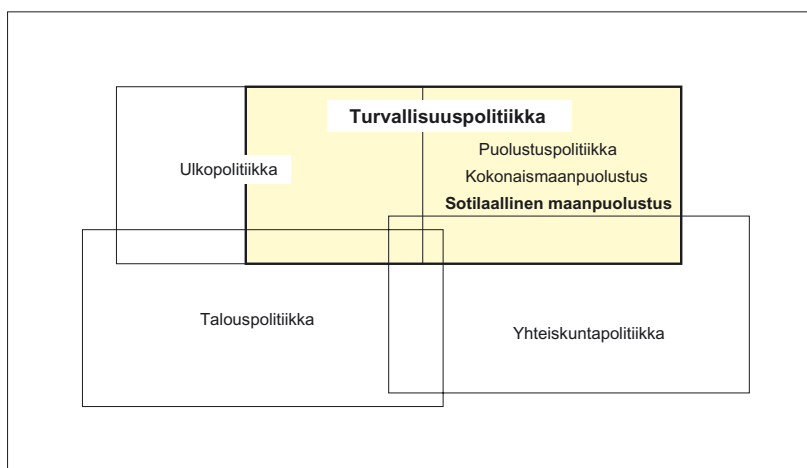 Turvallisuuspolitiikka
Puolustuspolitiikka
Ulkopolitiikka
Kokonaismaanpuolustus
Sotilaallinen maanpuolustus
Talouspolitiikka
Yhteiskuntapolitiikka